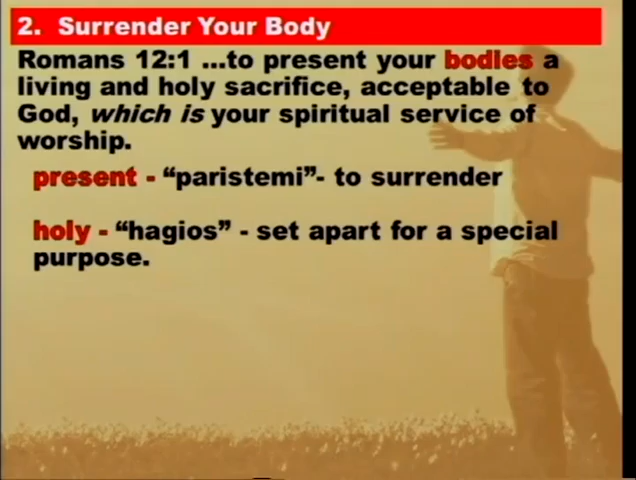 2. Surrender Your Body
Romans 12:1 ...to present your bodies a
living and holy sacrifice, acceptable to
God, which is your spiritual service of
worship.
present - “paristemi”- to surrender
holy - “hagios” - set apart for a special
purpose.